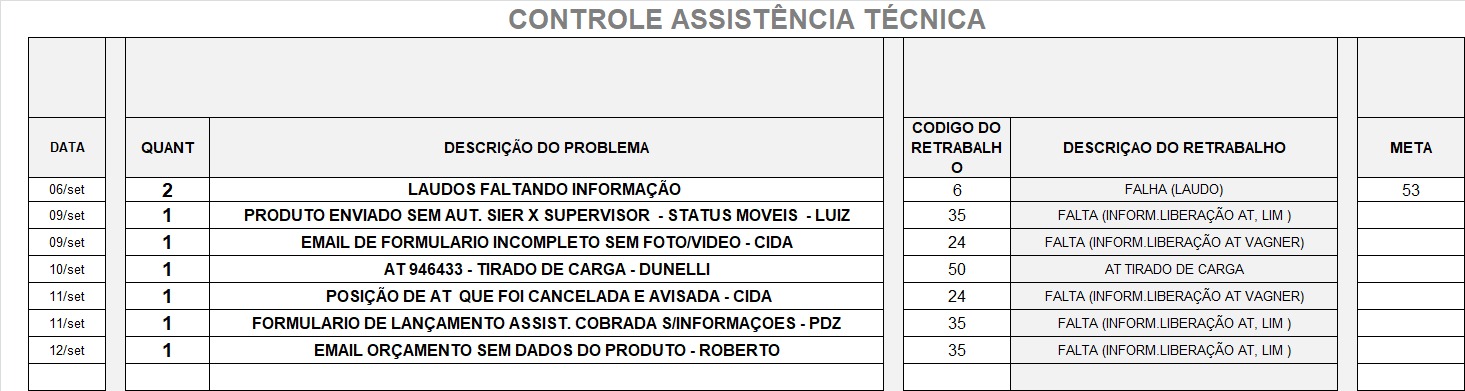 CONTROLE ASSISTÊNCIA TÉCNICA
DATA QUANT DESCRIÇÃO DO PROBLEMA CODIGO DO RETRABALHO DESCRIÇAO DO RETRABALHO META
06/set 2 LAUDOS FALTANDO INFORMAÇÃO 6 FALHA (LAUDO) 53
09/set 1 PRODUTO ENVIADO SEM AUT. SIER X SUPERVISOR - STATUS MOVEIS - LUIZ 35 FALTA (INFORM.LIBERAÇÃO AT, LIM )
09/set 1 EMAIL DE FORMULARIO INCOMPLETO SEM FOTO/VIDEO - CIDA 24 FALTA (INFORM.LIBERAÇÃO AT VAGNER)
10/set 1 AT 946433 - TIRADO DE CARGA - DUNELLI 50 AT TIRADO DE CARGA
11/set 1 POSIÇÃO DE AT QUE FOI CANCELADA E AVISADA - CIDA 24 FALTA (INFORM.LIBERAÇÃO AT VAGNER)
11/set 1 FORMULARIO DE LANÇAMENTO ASSIST. COBRADA S/INFORMAÇOES - PDZ 35 FALTA (INFORM.LIBERAÇÃO AT, LIM )
12/set 1 EMAIL ORÇAMENTO SEM DADOS DO PRODUTO - ROBERTO 35 FALTA (INFORM.LIBERAÇÃO AT, LIM )